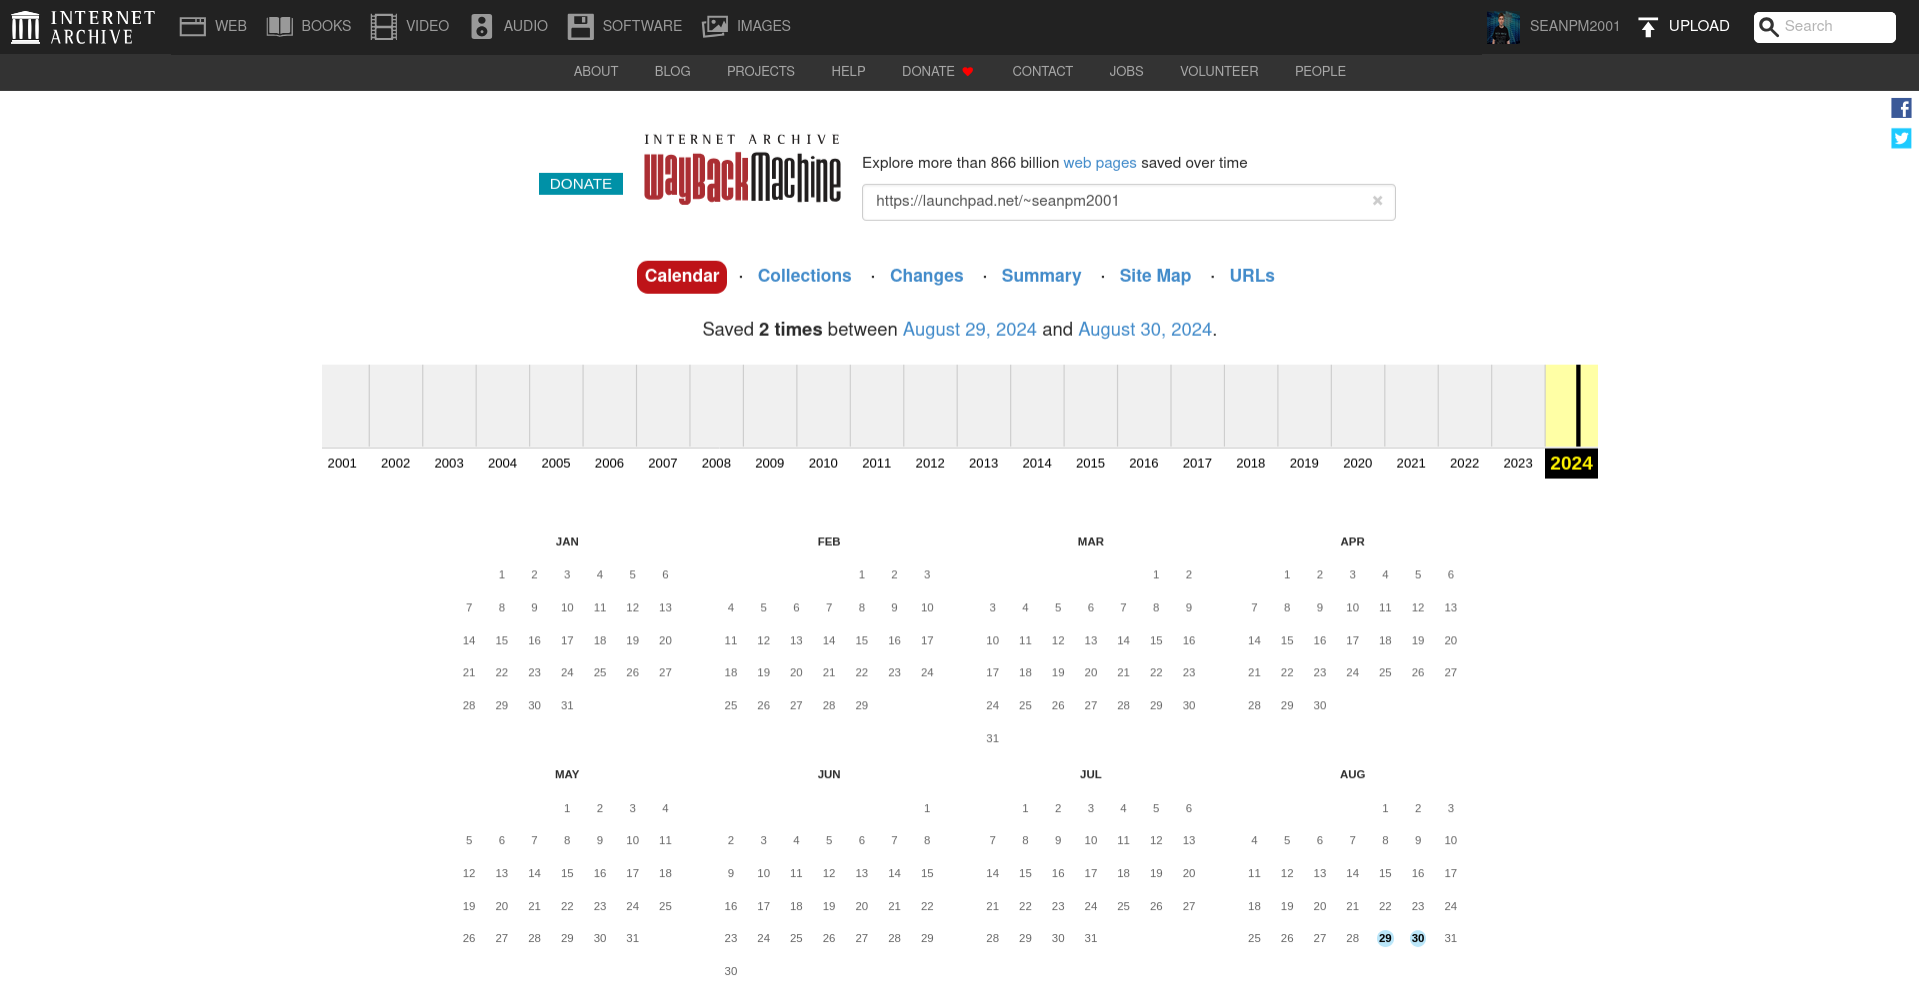 INTERNET ARCHIVE WEB BOOKS VIDEO AUDIO SOFTWARE IMAGES SEANPM2001 UPLOAD Search
ABOUT BLOG PROJECTS HELP DONATE CONTACT JOBS VOLUNTEER PEOPLE
INTERNET ARCHIVE
WayBackMachine
DONATE
Explore more than 866 billion web pages saved over time
https://launchpad.net/~seanpm2001 ×
Calendar · Collections · Changes · Summary · Site Map · URLs
Saved 2 times between August 29, 2024 and August 30, 2024.
2001 2002 2003 2004 2005 2006 2007 2008 2009 2010 2011 2012 2013 2014 2015 2016 2017 2018 2019 2020 2021 2022 2023 2024
JAN FEB MAR APR
1 2 3 4 5 6 1 2 3 1 2 1 2 3 4 5 6
7 8 9 10 11 12 13 4 5 6 7 8 9 10 3 4 5 6 7 8 9 7 8 9 10 11 12 13
14 15 16 17 18 19 20 11 12 13 14 15 16 17 10 11 12 13 14 15 16 14 15 16 17 18 19 20
21 22 23 24 25 26 27 18 19 20 21 22 23 24 17 18 19 20 21 22 23 21 22 23 24 25 26 27
28 29 30 31 25 26 27 28 29 24 25 26 27 28 29 30 28 29 30
31
MAY JUN JUL AUG
1 2 3 4 1 1 2 3 4 5 6 1 2 3
5 6 7 8 9 10 11 2 3 4 5 6 7 8 7 8 9 10 11 12 13 4 5 6 7 8 9 10
12 13 14 15 16 17 18 9 10 11 12 13 14 15 14 15 16 17 18 19 20 11 12 13 14 15 16 17
19 20 21 22 23 24 25 16 17 18 19 20 21 22 21 22 23 24 25 26 27 18 19 20 21 22 23 24
26 27 28 29 30 31 23 24 25 26 27 28 29 28 29 30 31 25 26 27 28 29 30 31
30